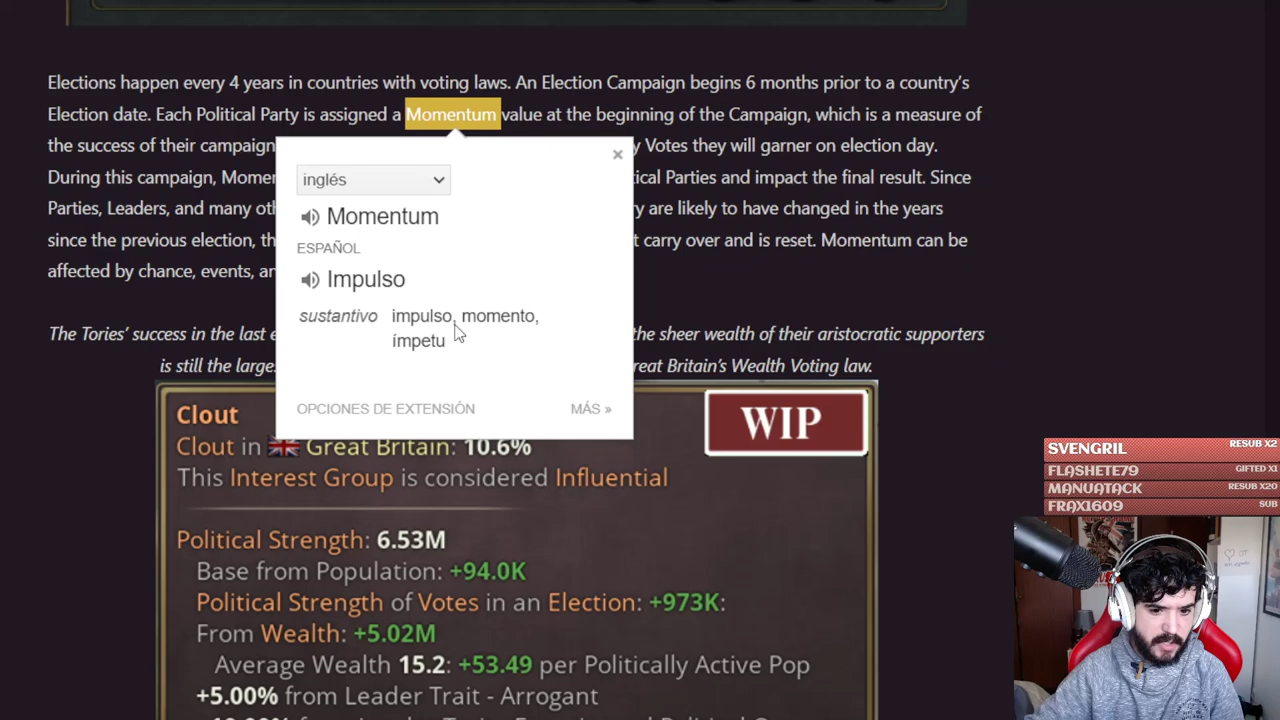 Elections happen every 4 years in countries with voting laws. An Election Campaign begins 6 months prior to a country's
Election date. Each Political Party is assigned a Momentum value at the beginning of the Campaign, which is a measure of
the success of their campaign
y Votes they will garner on election day.
During this campaign, Momen
tical Parties and impact the final result. Since
Parties, Leaders, and many oth
ry are likely to have changed in the years
since the previous election, th
t carry over and is reset. Momentum can be
affected by chance, events, an
inglés
Momentum
ESPAÑOL
Impulso
sustantivo impulso, momento,
ímpetu
OPCIONES DE EXTENSIÓN MÁS »
The Tories' success in the last e
the sheer wealth of their aristocratic supporters
is still the larges
reat Britain's Wealth Voting law.
Clout
WIP
Clout in Great Britain: 10.6%
This Interest Group is considered Influential
Political Strength: 6.53M
Base from Population: +94.0K
Political Strength of Votes in an Election: +973K:
From Wealth: +5.02M
Average Wealth 15.2: +53.49 per Politically Active Pop
+5.00% from Leader Trait - Arrogant
SVENGRIL RESUB X2
FLASHETE79 GIFTED X1
MANUATACK RESUB X20
FRAX1609 SUB